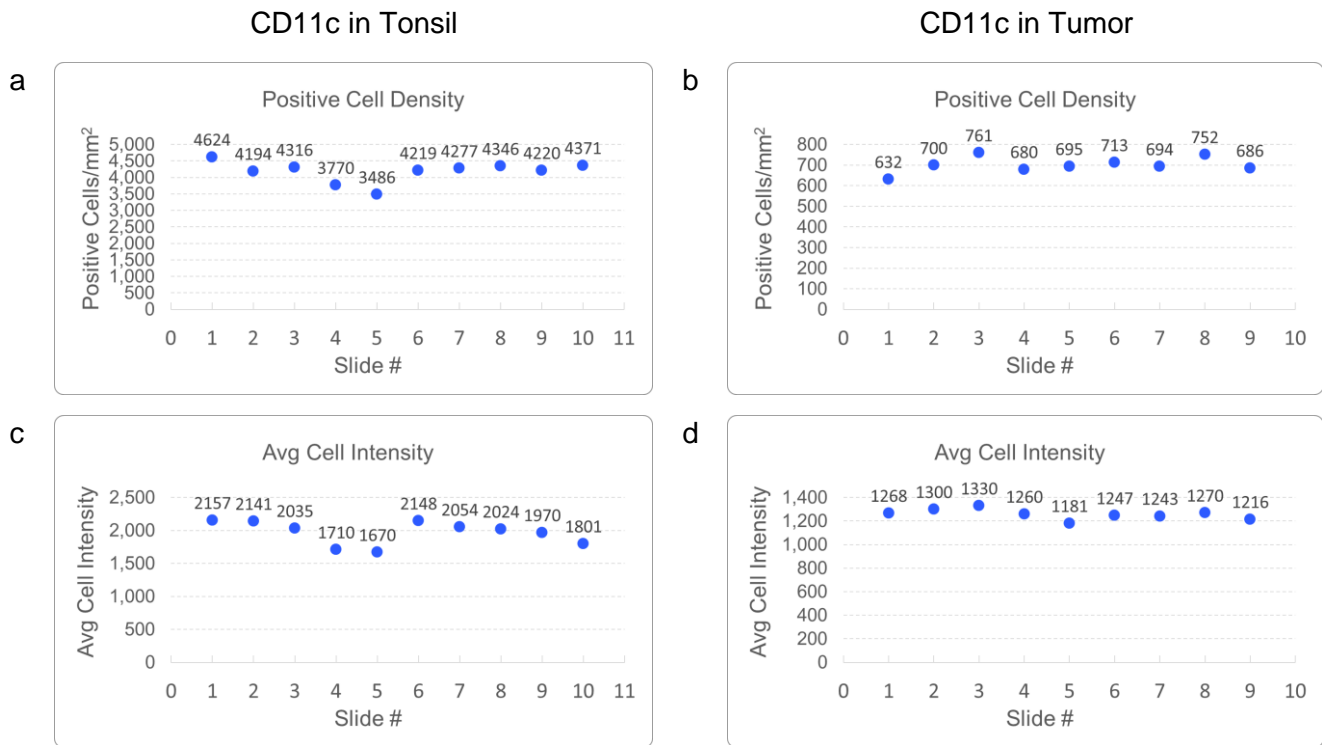 CD11c in Tonsil
CD11c in Tumor
a
Positive Cell Density
Positive Cells/mm²
5,000
4,500
4,000
3,500
3,000
2,500
2,000
1,500
1,000
500
0
4624 4194 4316 3770 3486 4219 4277 4346 4220 4371
0 1 2 3 4 5 6 7 8 9 10 11
Slide #
b
Positive Cell Density
Positive Cells/mm²
800
700
600
500
400
300
200
100
0
632 700 761 680 695 713 694 752 686
0 1 2 3 4 5 6 7 8 9 10
Slide #
c
Avg Cell Intensity
Avg Cell Intensity
2,500
2,000
1,500
1,000
500
0
2157 2141 2035 1710 1670 2148 2054 2024 1970 1801
0 1 2 3 4 5 6 7 8 9 10 11
Slide #
d
Avg Cell Intensity
Avg Cell Intensity
1,400
1,200
1,000
800
600
400
200
0
1268 1300 1330 1260 1181 1247 1243 1270 1216
0 1 2 3 4 5 6 7 8 9 10
Slide #